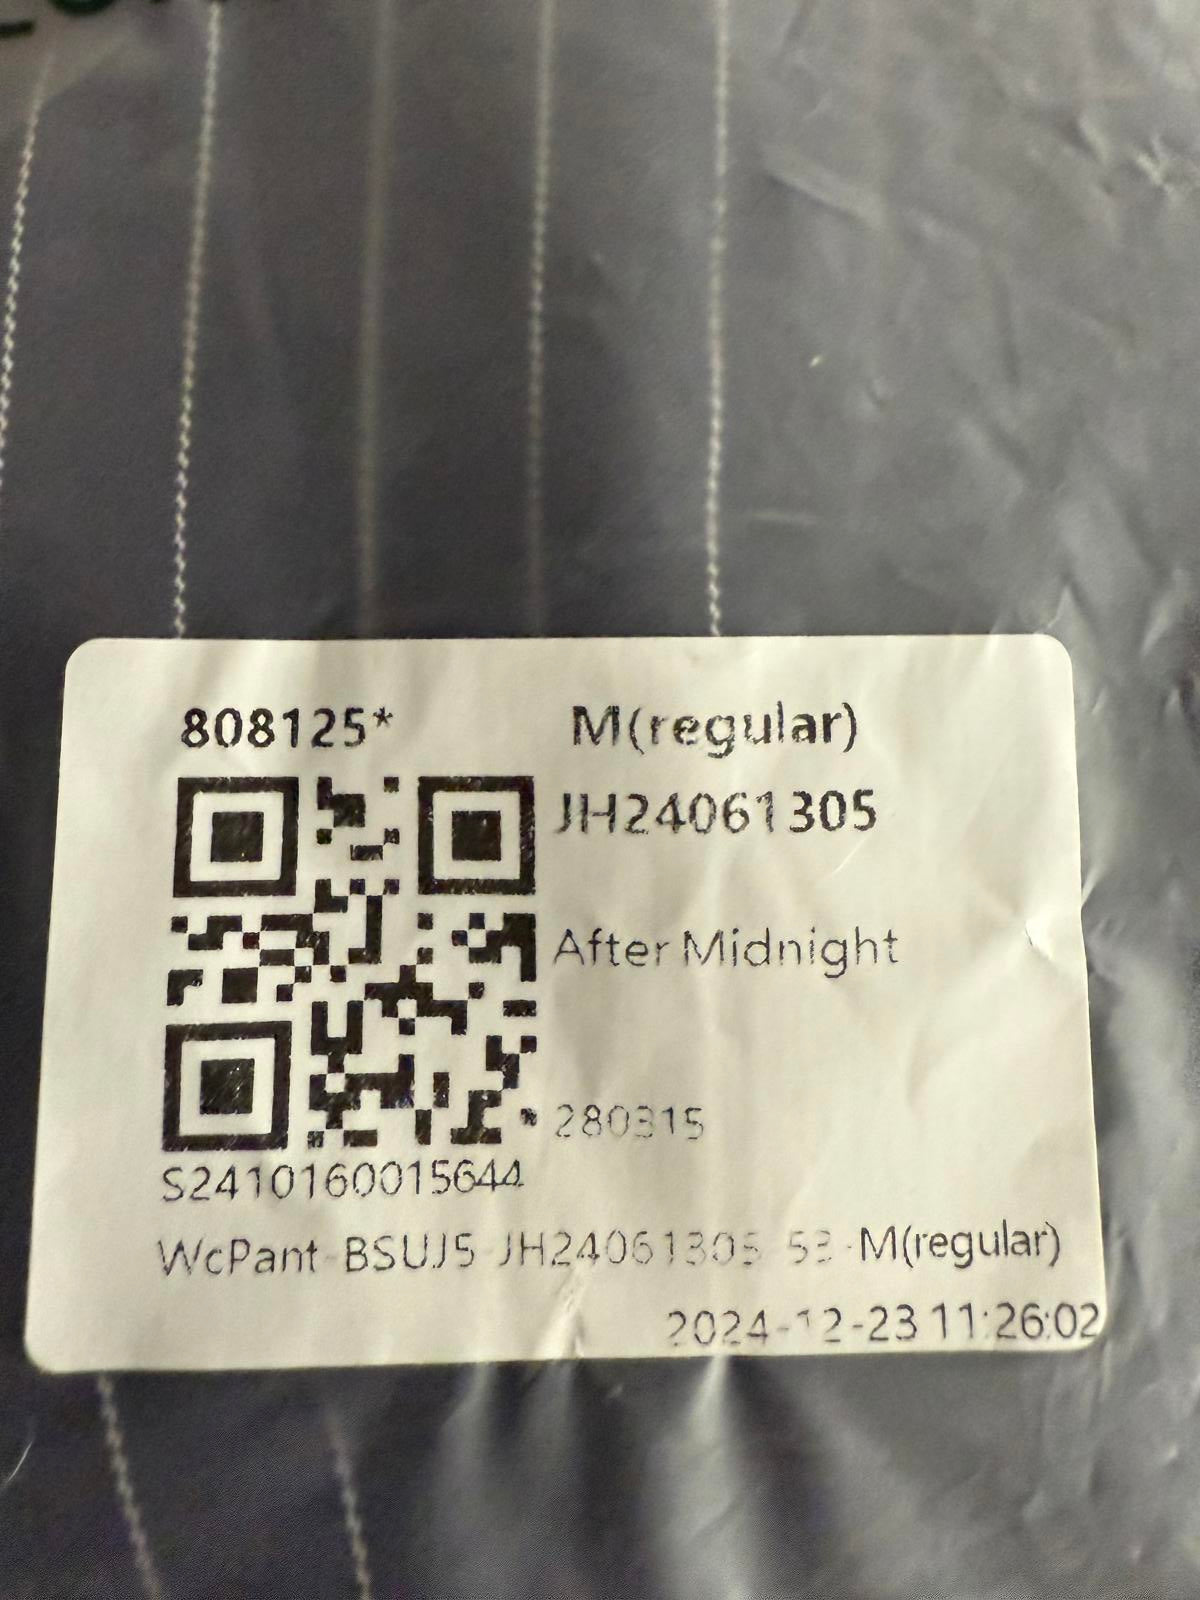 808125* M(regular)
JH24061305
After Midnight
280315
S2410160015644
WcPant BSUJ5 JH24061305 53 M(regular)
2024-12-23 11:26:02